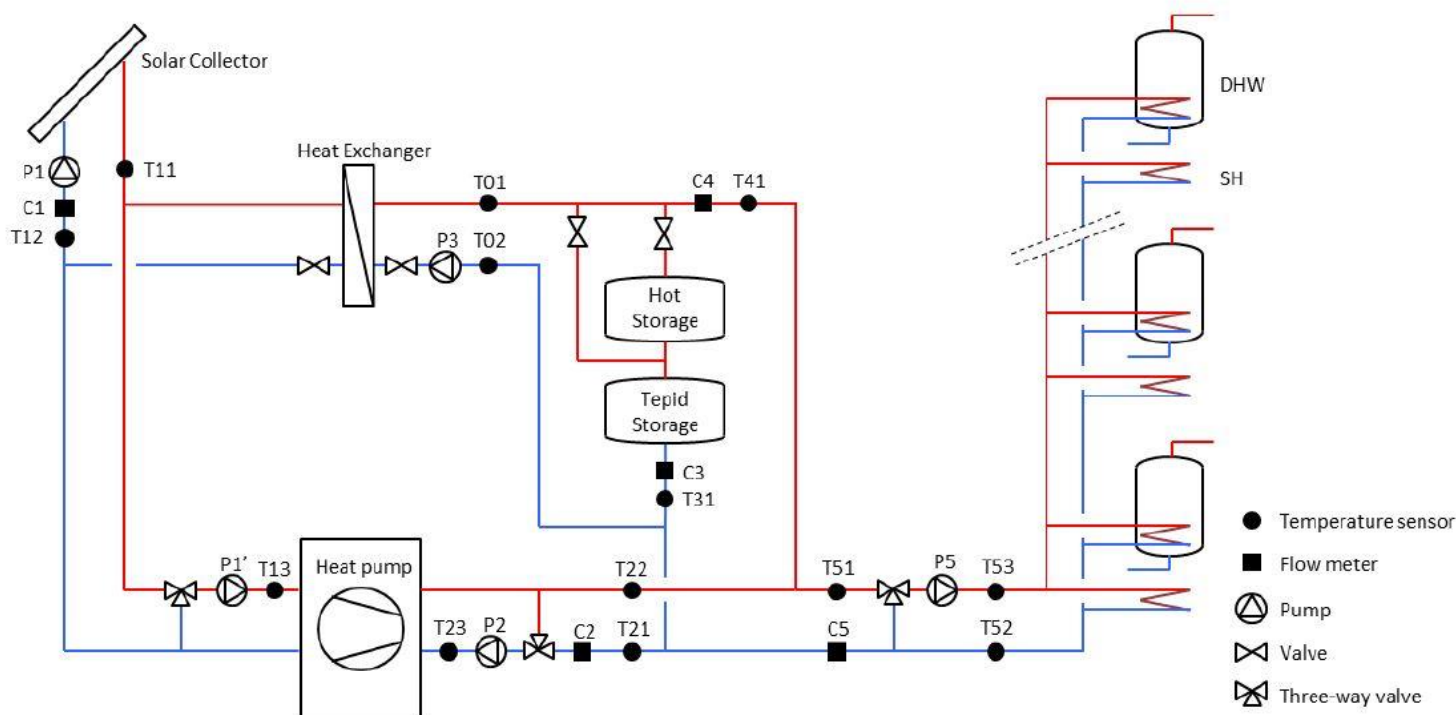 Solar Collector
DHW
Heat Exchanger
P1
T11
T01
C4
T41
SH
C1
T12
P3
T02
Hot
Storage
Tepid
Storage
C3
T31
Temperature sensor
P1'
T13
Heat pump
T22
T51
P5
T53
Flow meter
Pump
T23
P2
C2
T21
C5
T52
Valve
Three-way valve